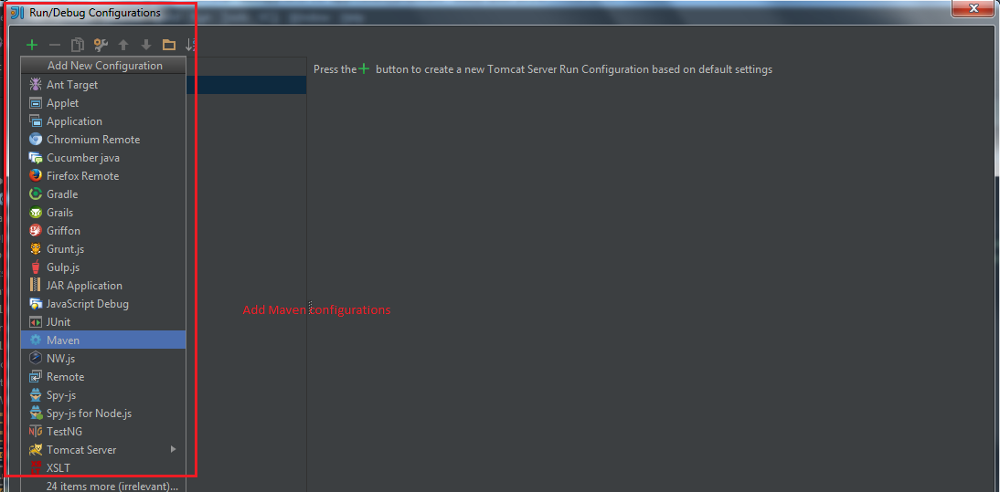 Run/Debug Configurations
Add New Configuration
Press the + button to create a new Tomcat Server Run Configuration based on default settings
Ant Target
Applet
Application
Chromium Remote
Cucumber java
Firefox Remote
Gradle
Grails
Griffon
Grunt.js
Gulp.js
JAR Application
JavaScript Debug
Add Maven configurations
JUnit
Maven
NW.js
Remote
Spy-js
Spy-js for Node.js
TestNG
Tomcat Server
XSLT
24 items more (irrelevant)...